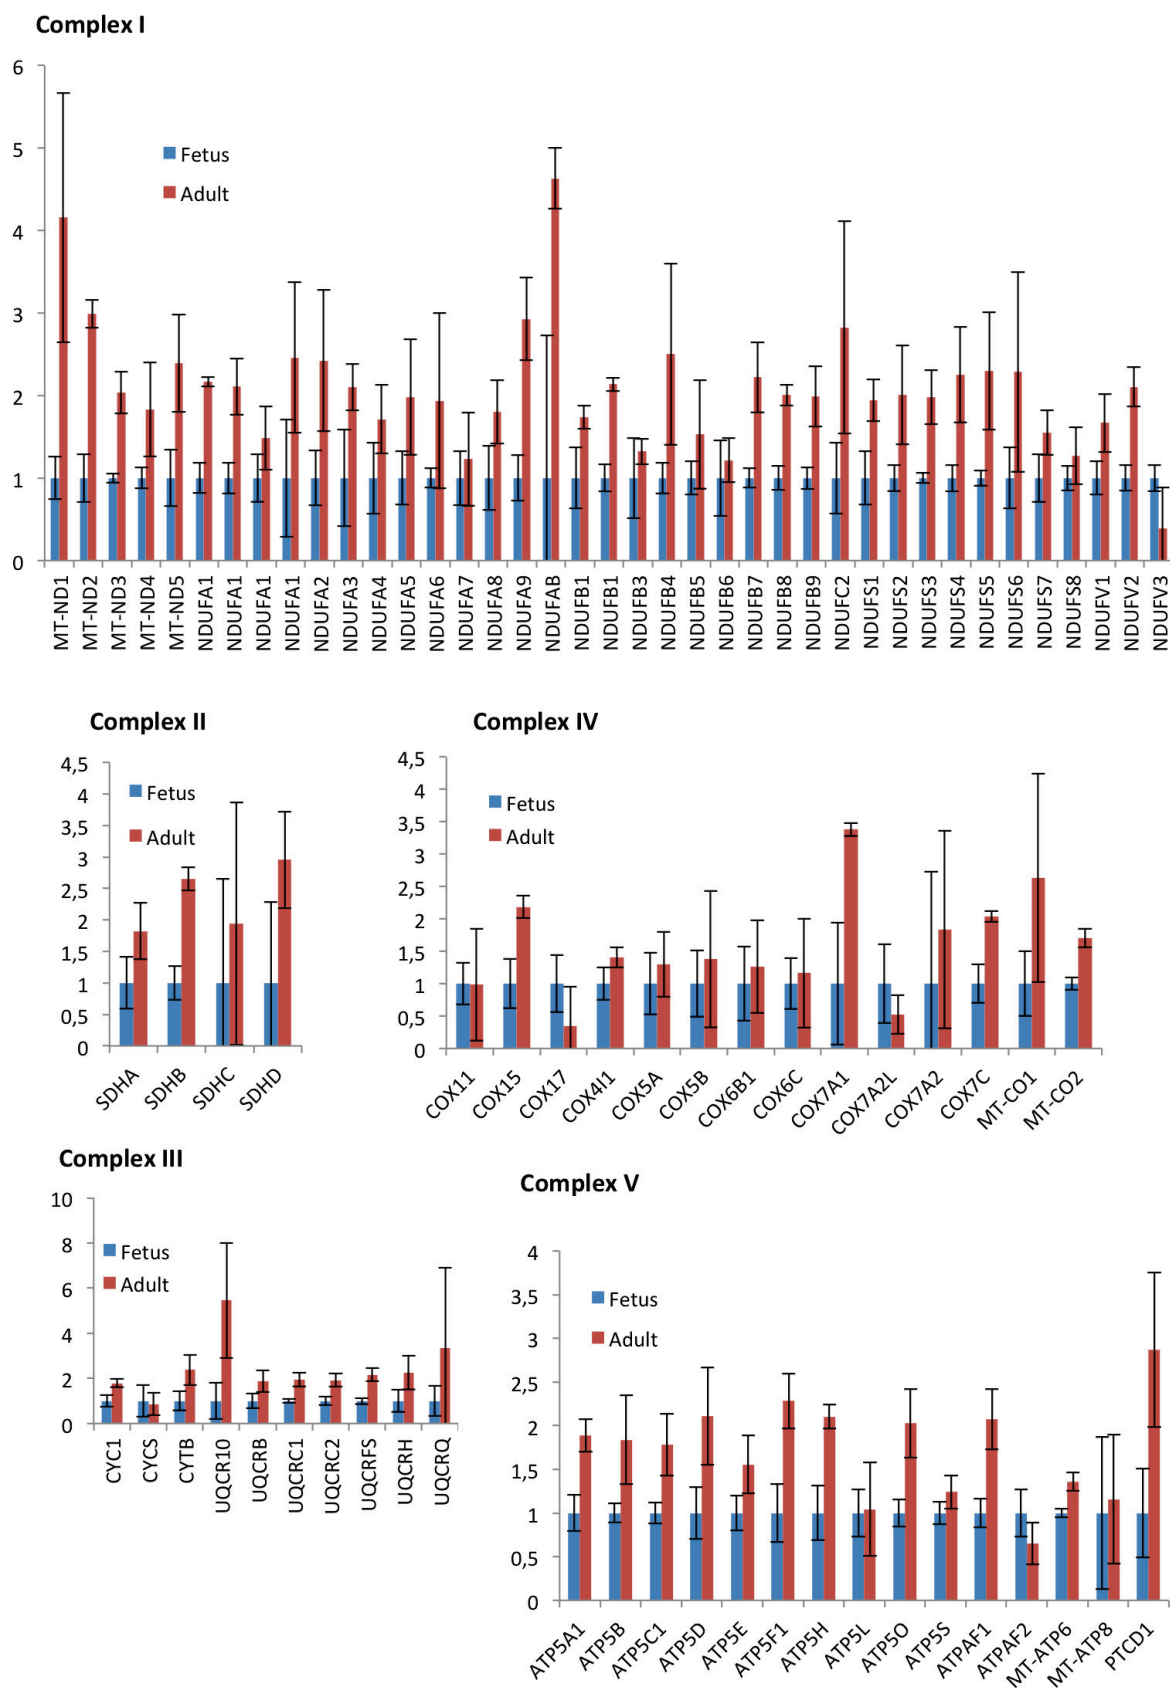 Complex I
6
5
4
3
2
1
0
Fetus
Adult
MT-ND1
MT-ND2
MT-ND3
MT-ND4
MT-ND5
NDUFA1
NDUFA1
NDUFA1
NDUFA1
NDUFA2
NDUFA3
NDUFA4
NDUFA5
NDUFA6
NDUFA7
NDUFA8
NDUFA9
NDUFAB
NDUFB1
NDUFB1
NDUFB3
NDUFB4
NDUFB5
NDUFB6
NDUFB7
NDUFB8
NDUFB9
NDUFC2
NDUFS1
NDUFS2
NDUFS3
NDUFS4
NDUFS5
NDUFS6
NDUFS7
NDUFS8
NDUFV1
NDUFV2
NDUFV3
Complex II
4,5
4
3,5
3
2,5
2
1,5
1
0,5
0
Fetus
Adult
SDHA
SDHB
SDHC
SDHD
Complex IV
4,5
4
3,5
3
2,5
2
1,5
1
0,5
0
Fetus
Adult
COX11
COX15
COX17
COX4I1
COX5A
COX5B
COX6B1
COX6C
COX7A1
COX7A2L
COX7A2
COX7C
MT-CO1
MT-CO2
Complex III
10
8
6
4
2
0
Fetus
Adult
CYC1
CYCS
CYTB
UQCR10
UQCRB
UQCRC1
UQCRC2
UQCRFS
UQCRH
UQCRQ
Complex V
4
3,5
3
2,5
2
1,5
1
0,5
0
Fetus
Adult
ATP5A1
ATP5B
ATP5C1
ATP5D
ATP5E
ATP5F1
ATP5H
ATP5L
ATP5O
ATP5S
ATPAF1
ATPAF2
MT-ATP6
MT-ATP8
PTCD1